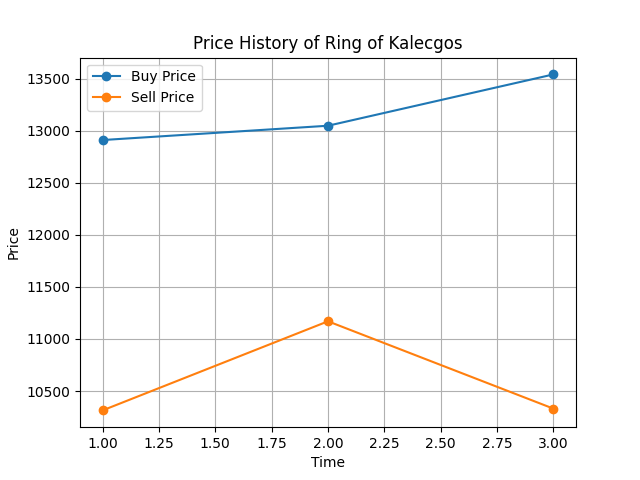 Price History of Ring of Kalecgos
Buy Price
Sell Price
Price
13500
13000
12500
12000
11500
11000
10500
1.00 1.25 1.50 1.75 2.00 2.25 2.50 2.75 3.00
Time